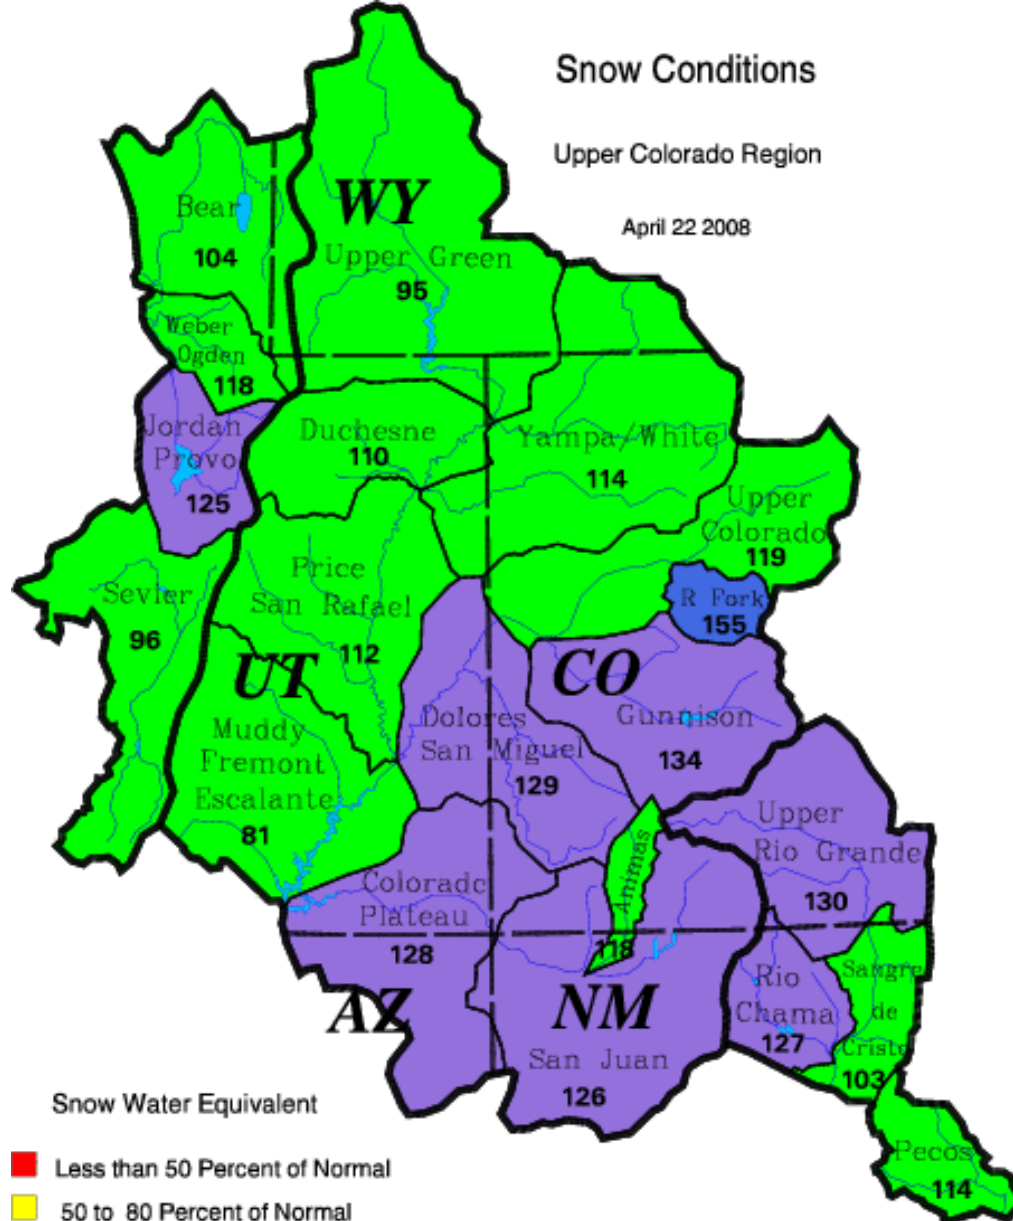 Snow Conditions
Upper Colorado Region
April 22 2008
WY
Bear
104
Upper Green
95
Weber
Ogden
118
Jordan
Provo
125
Duchesne
110
Yampa/White
114
Upper
Colorado
119
R Fork
155
Price
San Rafael
112
Sevier
96
UT
CO
Muddy
Fremont
Escalante
81
Dolores
San Miguel
129
Gunnison
134
Upper
Rio Grande
130
Animas
118
Colorado
Plateau
128
AZ
NM
San Juan
126
Rio
Chama
127
Sangre
de
Cristo
103
Pecos
114
Snow Water Equivalent
Less than 50 Percent of Normal
50 to 80 Percent of Normal